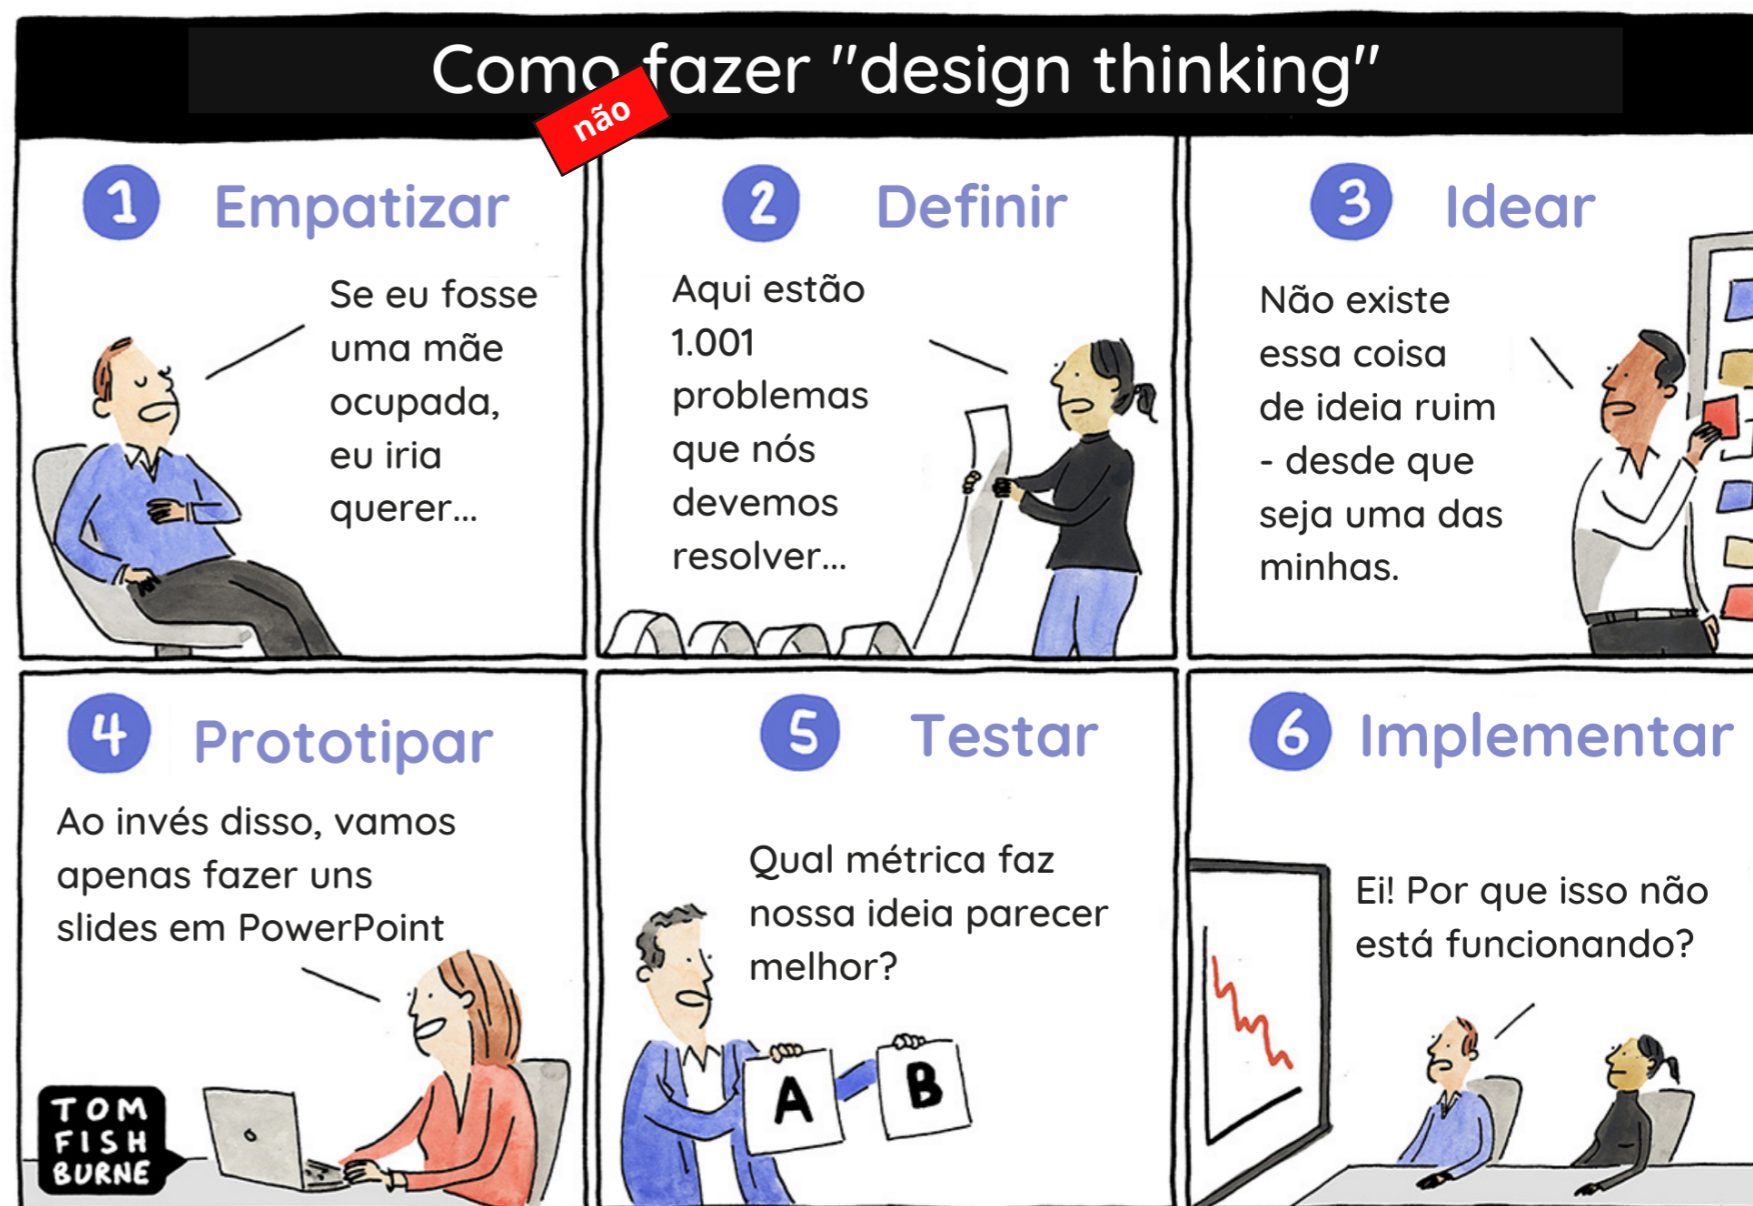 Como fazer "design thinking"
não
1 Empatizar
Se eu fosse
uma mãe
ocupada,
eu iria
querer...
2 Definir
Aqui estão
1.001
problemas
que nós
devemos
resolver...
3 Idear
Não existe
essa coisa
de ideia ruim
- desde que
seja uma das
minhas.
4 Prototipar
Ao invés disso, vamos
apenas fazer uns
slides em PowerPoint
TOM
FISH
BURNE
5 Testar
Qual métrica faz
nossa ideia parecer
melhor?
A B
6 Implementar
Ei! Por que isso não
está funcionando?